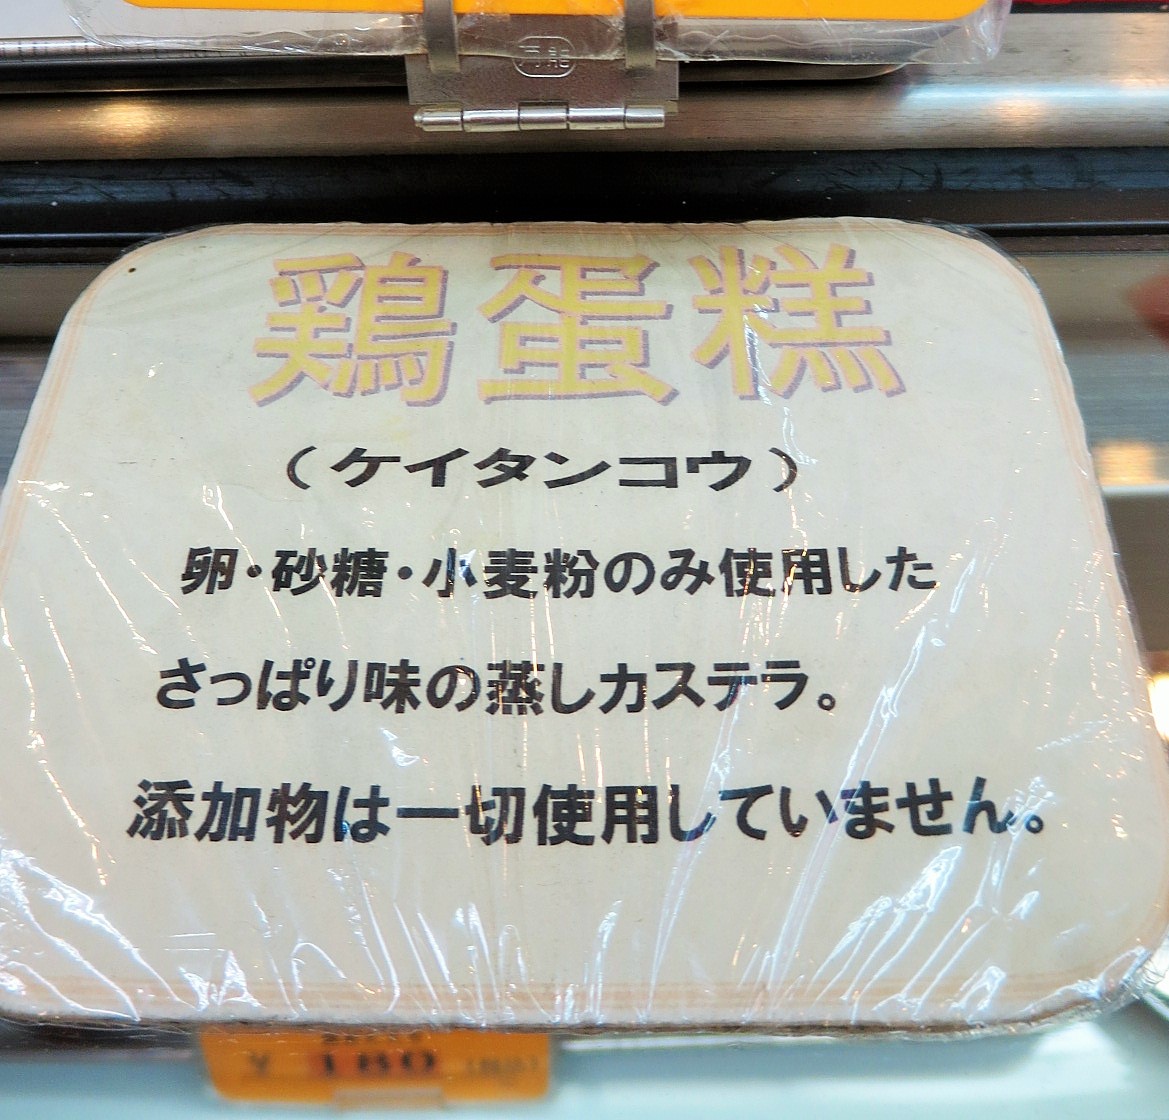 鶏蛋糕
（ケイタンコウ）
卵・砂糖・小麦粉のみ使用した
さっぱり味の蒸しカステラ。
添加物は一切使用していません。
180